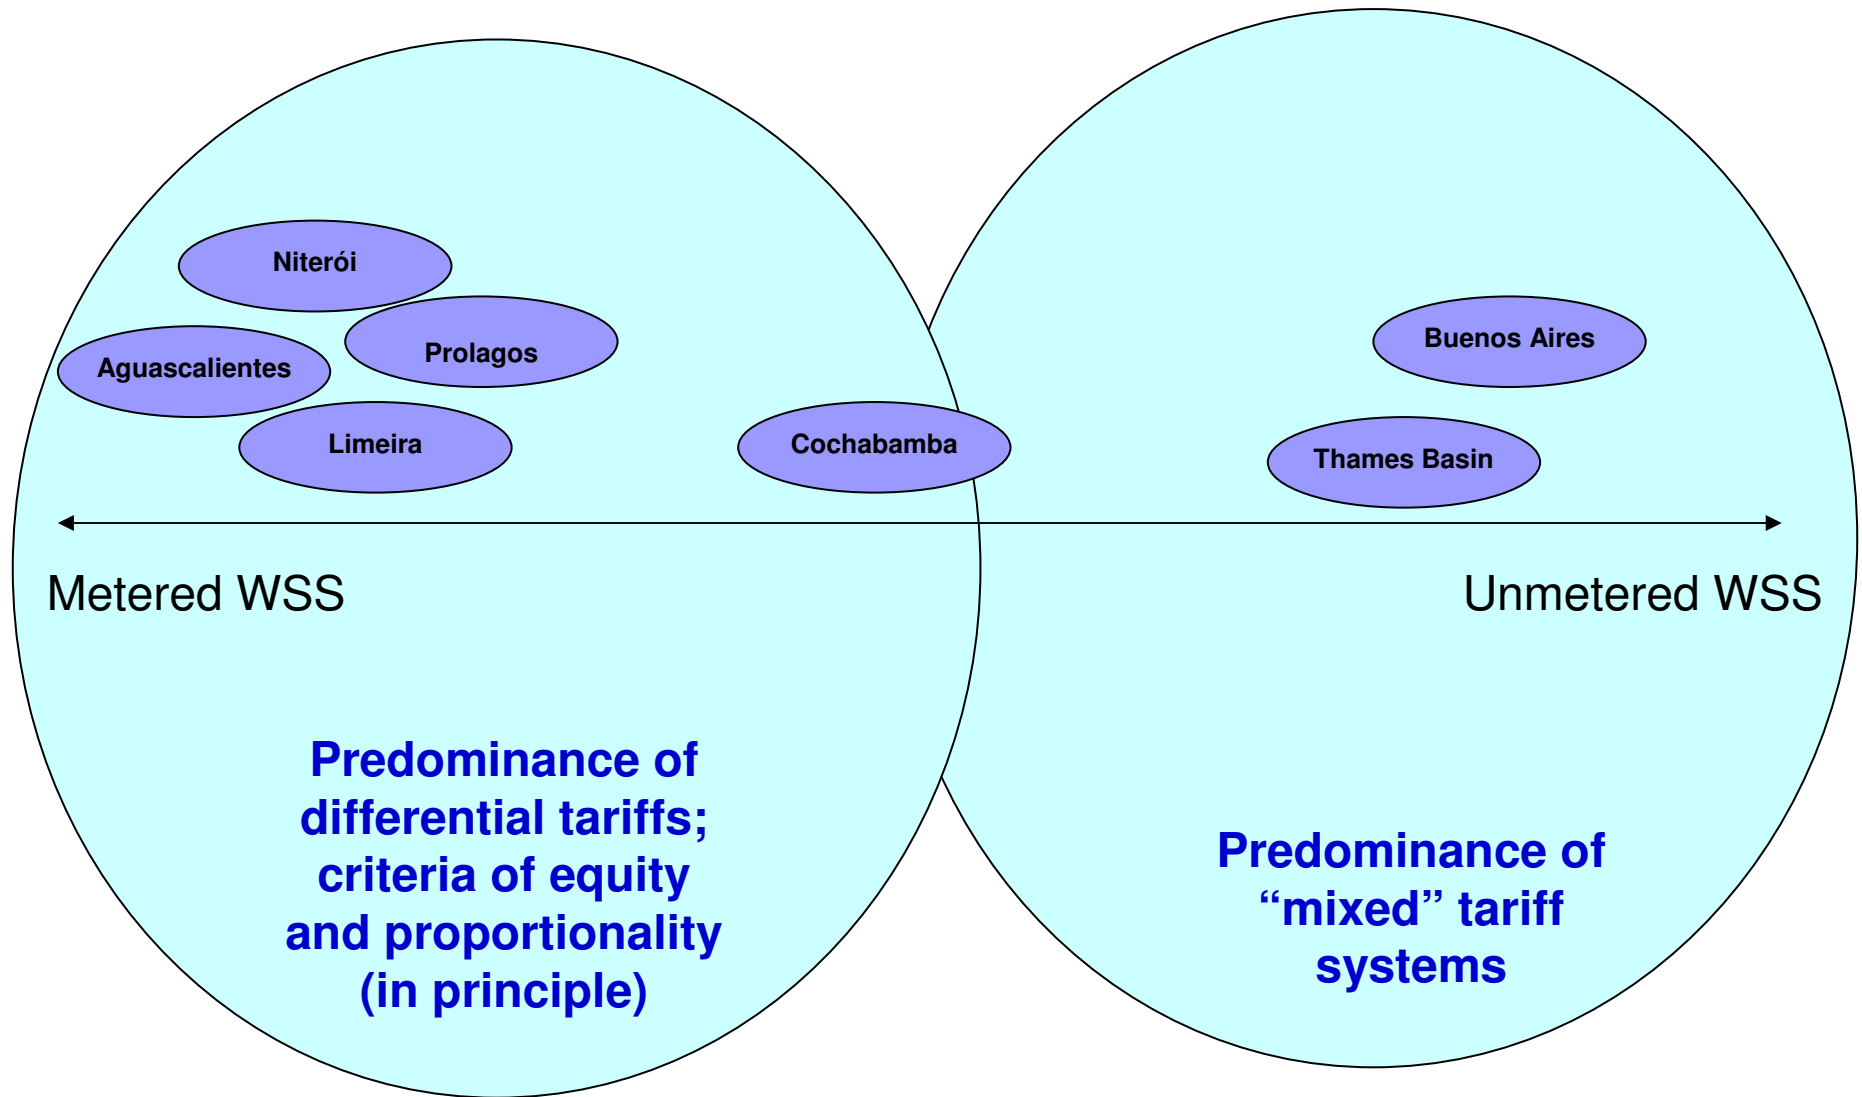 Niterói
Prolagos
Aguascalientes
Limeira
Cochabamba
Buenos Aires
Thames Basin
Metered WSS
Unmetered WSS
Predominance of
differential tariffs;
criteria of equity
and proportionality
(in principle)
Predominance of
“mixed” tariff
systems